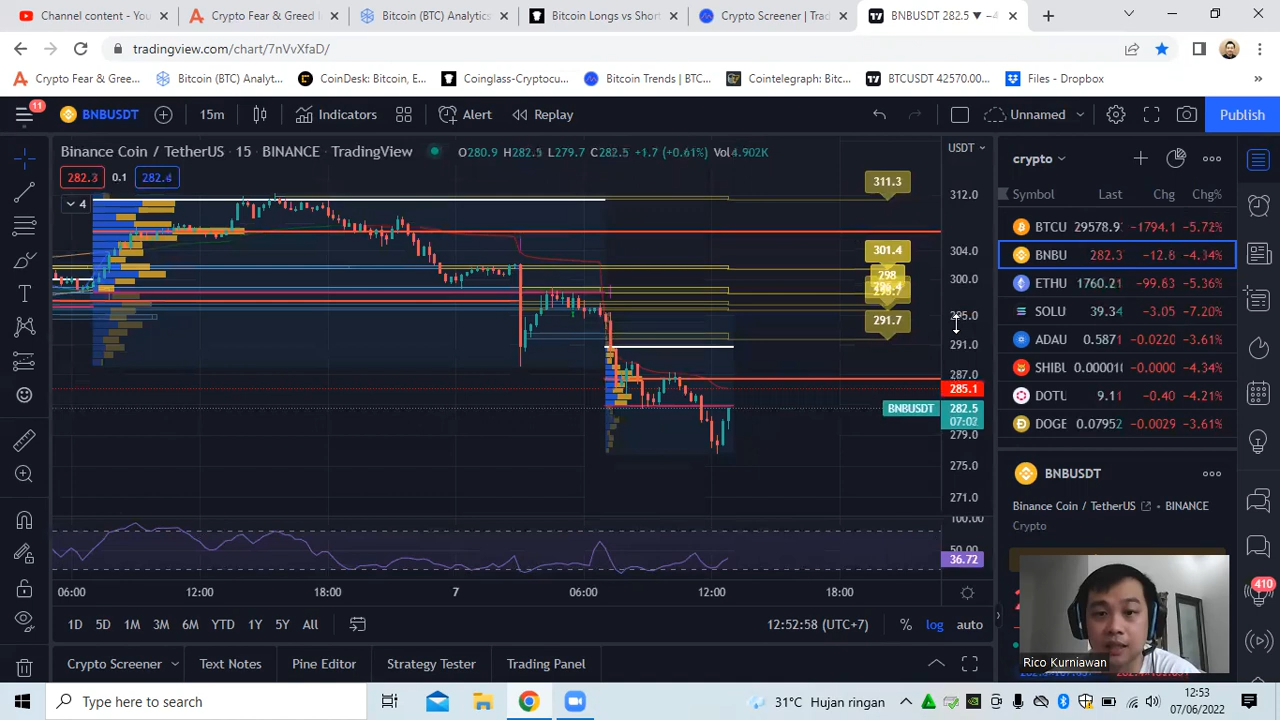 Channel content - You
Crypto Fear & Greed I
Bitcoin (BTC) Analytics
Bitcoin Longs vs Short
Crypto Screener | Trad
BNBUSDT 282.5 ▼ −4
tradingview.com/chart/7nVvXfaD/
Crypto Fear & Gree...
Bitcoin (BTC) Analyt...
CoinDesk: Bitcoin, E...
Coinglass-Cryptocu...
Bitcoin Trends | BTC...
Cointelegraph: Bitc...
BTCUSDT 42570.00...
Files - Dropbox
11
BNBUSDT
15m
Indicators
Alert
Replay
Unnamed
Publish
Binance Coin / TetherUS · 15 · BINANCE · TradingView
O280.9 H282.5 L279.7 C282.5 +1.7 (+0.61%) Vol4.902K
USDT
282.3 0.1 282.4
4
311.3
301.4
298
291.7
312.0
304.0
300.0
291.0
287.0
285.1
BNBUSDT 282.5
07:02
279.0
275.0
271.0
100.00
50.00
36.72
06:00 12:00 18:00 7 06:00 12:00 18:00
1D 5D 1M 3M 6M YTD 1Y 5Y All
12:52:58 (UTC+7) % log auto
Crypto Screener Text Notes Pine Editor Strategy Tester Trading Panel
crypto
Symbol Last Chg Chg%
BTCU 29578.9 -1794.1 -5.72%
BNBU 282.3 -12.8 -4.34%
ETHU 1760.21 -99.63 -5.36%
SOLU 39.34 -3.05 -7.20%
ADAU 0.5871 -0.0220 -3.61%
SHIBU 0.000010 -4.34%
DOTU 9.11 -0.40 -4.21%
DOGE 0.07952 -0.0029 -3.61%
BNBUSDT
Binance Coin / TetherUS · BINANCE
Crypto
410
Rico Kurniawan
Type here to search
31°C Hujan ringan
12:53
07/06/2022